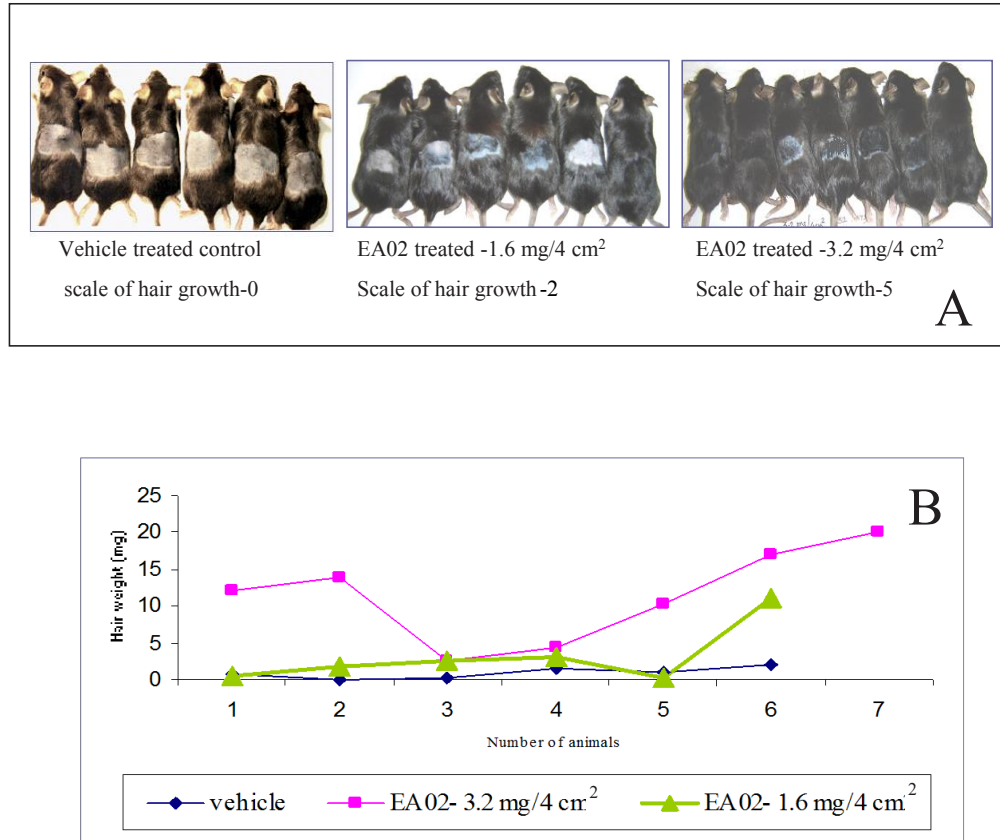 Vehicle treated control
scale of hair growth-0
EA02 treated -1.6 mg/4 cm²
Scale of hair growth -2
EA02 treated -3.2 mg/4 cm²
Scale of hair growth-5
A
B
Hair weight (mg)
25
20
15
10
5
0
1 2 3 4 5 6 7
Number of animals
vehicle EA02- 3.2 mg/4 cm² EA02- 1.6 mg/4 cm²